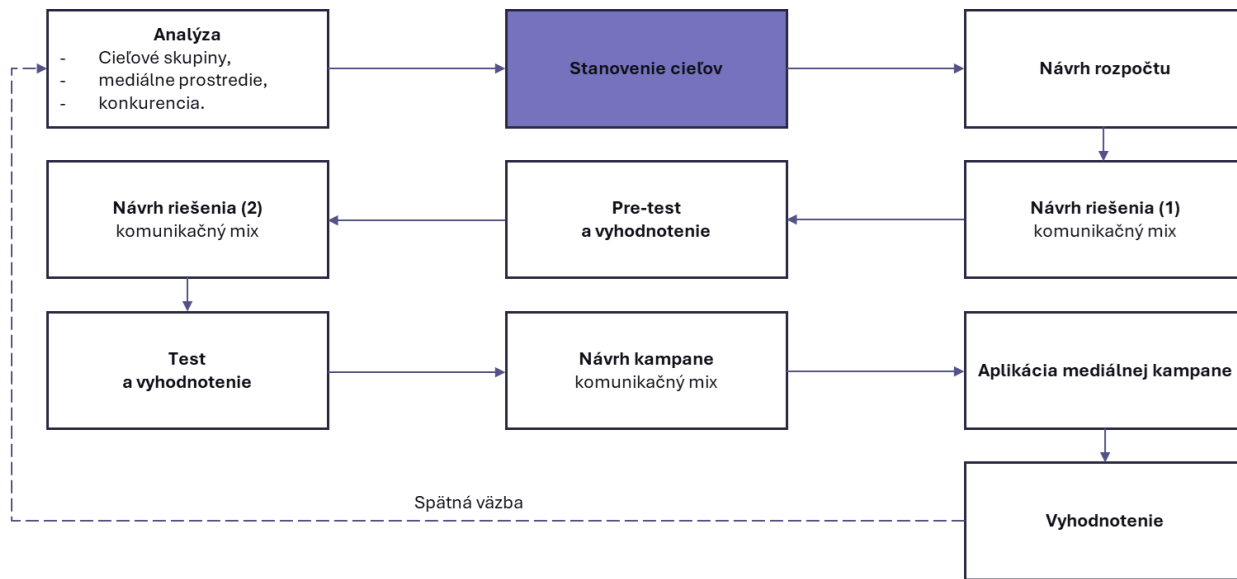 Analýza
- Cieľové skupiny,
- mediálne prostredie,
- konkurencia.
Stanovenie cieľov
Návrh rozpočtu
Návrh riešenia (2)
komunikačný mix
Pre-test
a vyhodnotenie
Návrh riešenia (1)
komunikačný mix
Test
a vyhodnotenie
Návrh kampane
komunikačný mix
Aplikácia mediálnej kampane
Spätná väzba
Vyhodnotenie